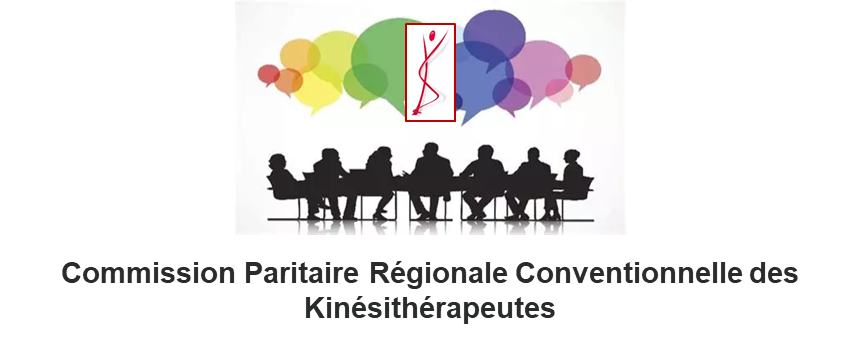 Commission Paritaire Régionale Conventionnelle des
Kinésithérapeutes